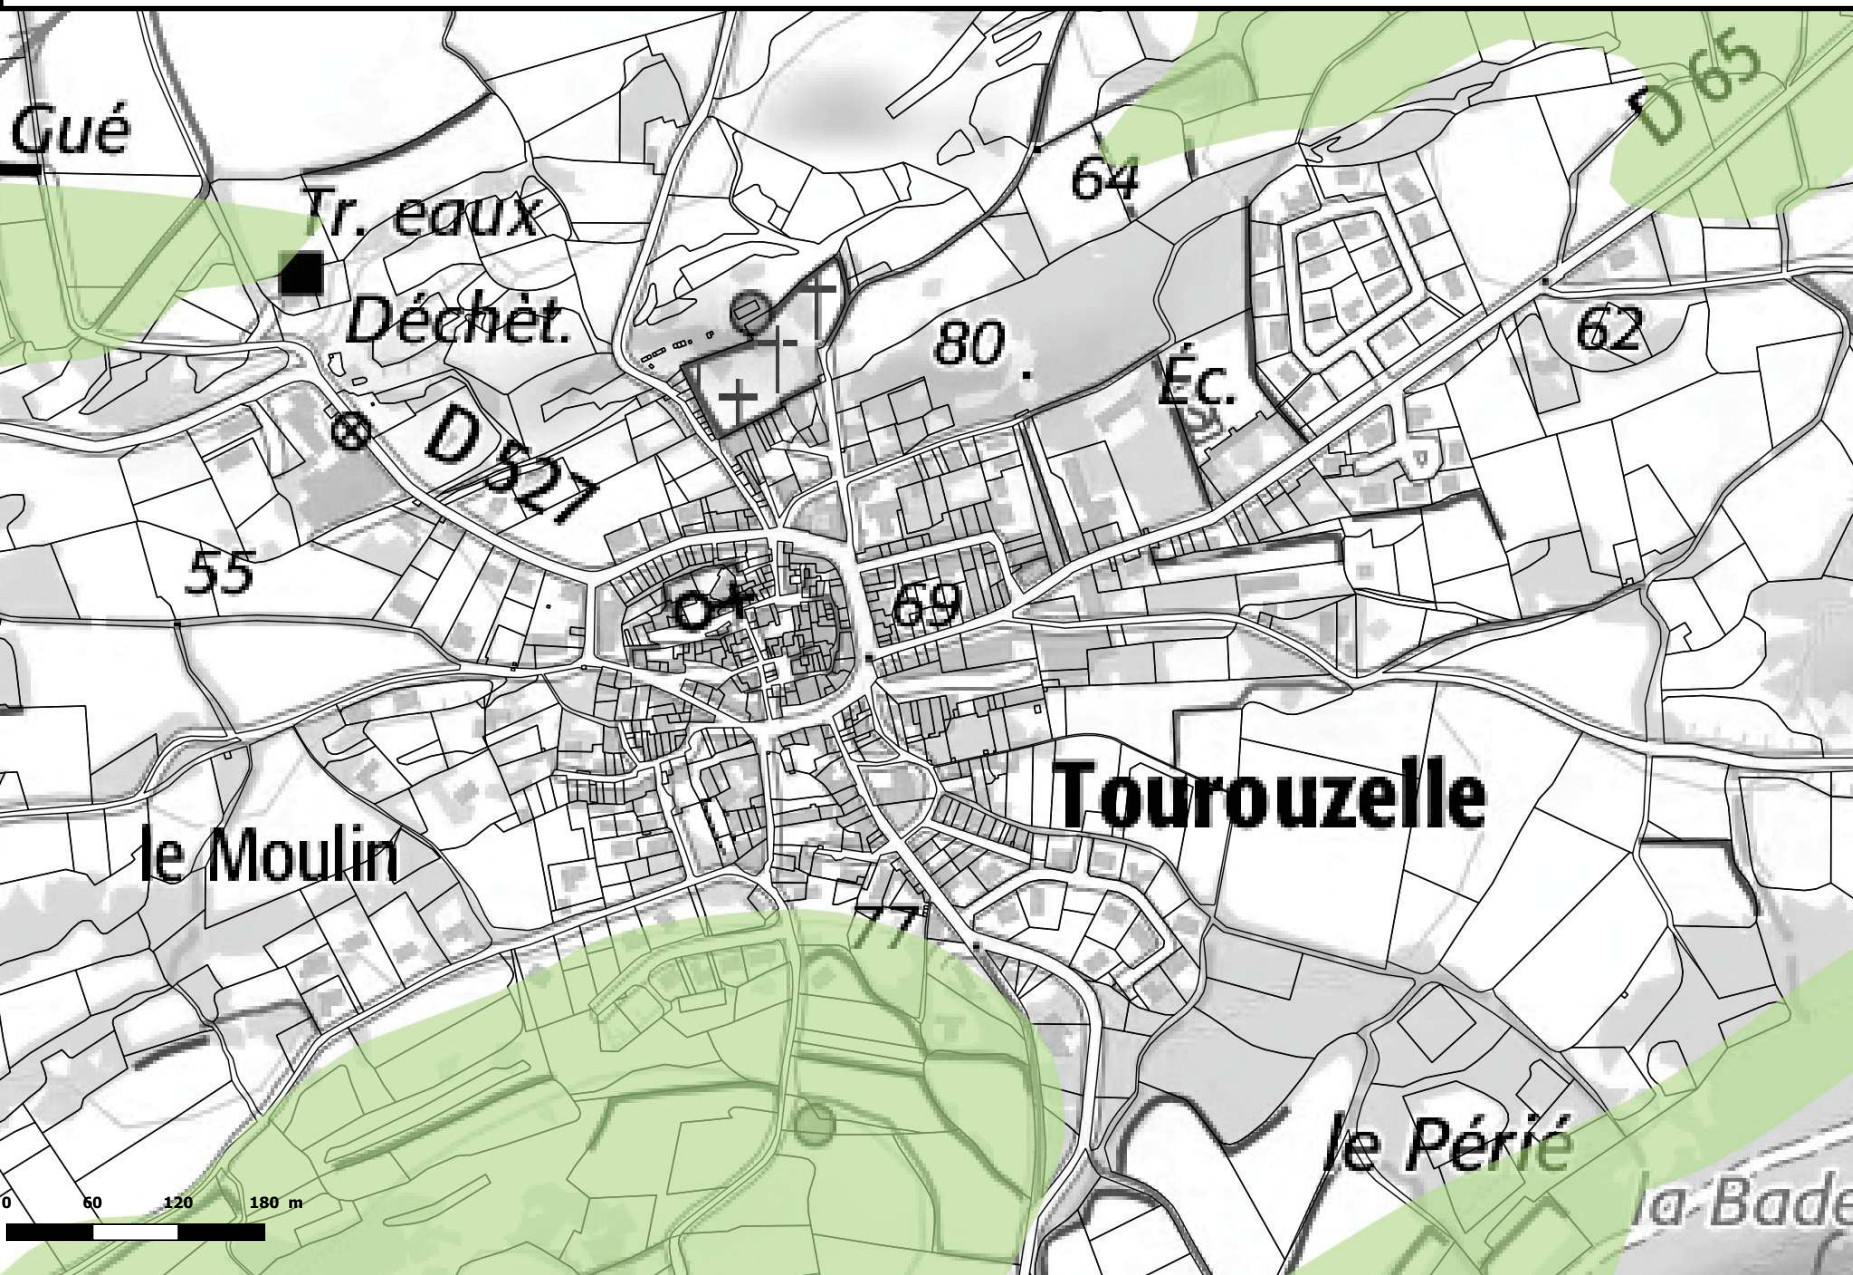 D 65
Gué
64
Tr. eaux
Déchèt.
80
62
Éc.
D 527
55
69
Tourouzelle
le Moulin
77
le Périé
la Bade
0 60 120 180 m